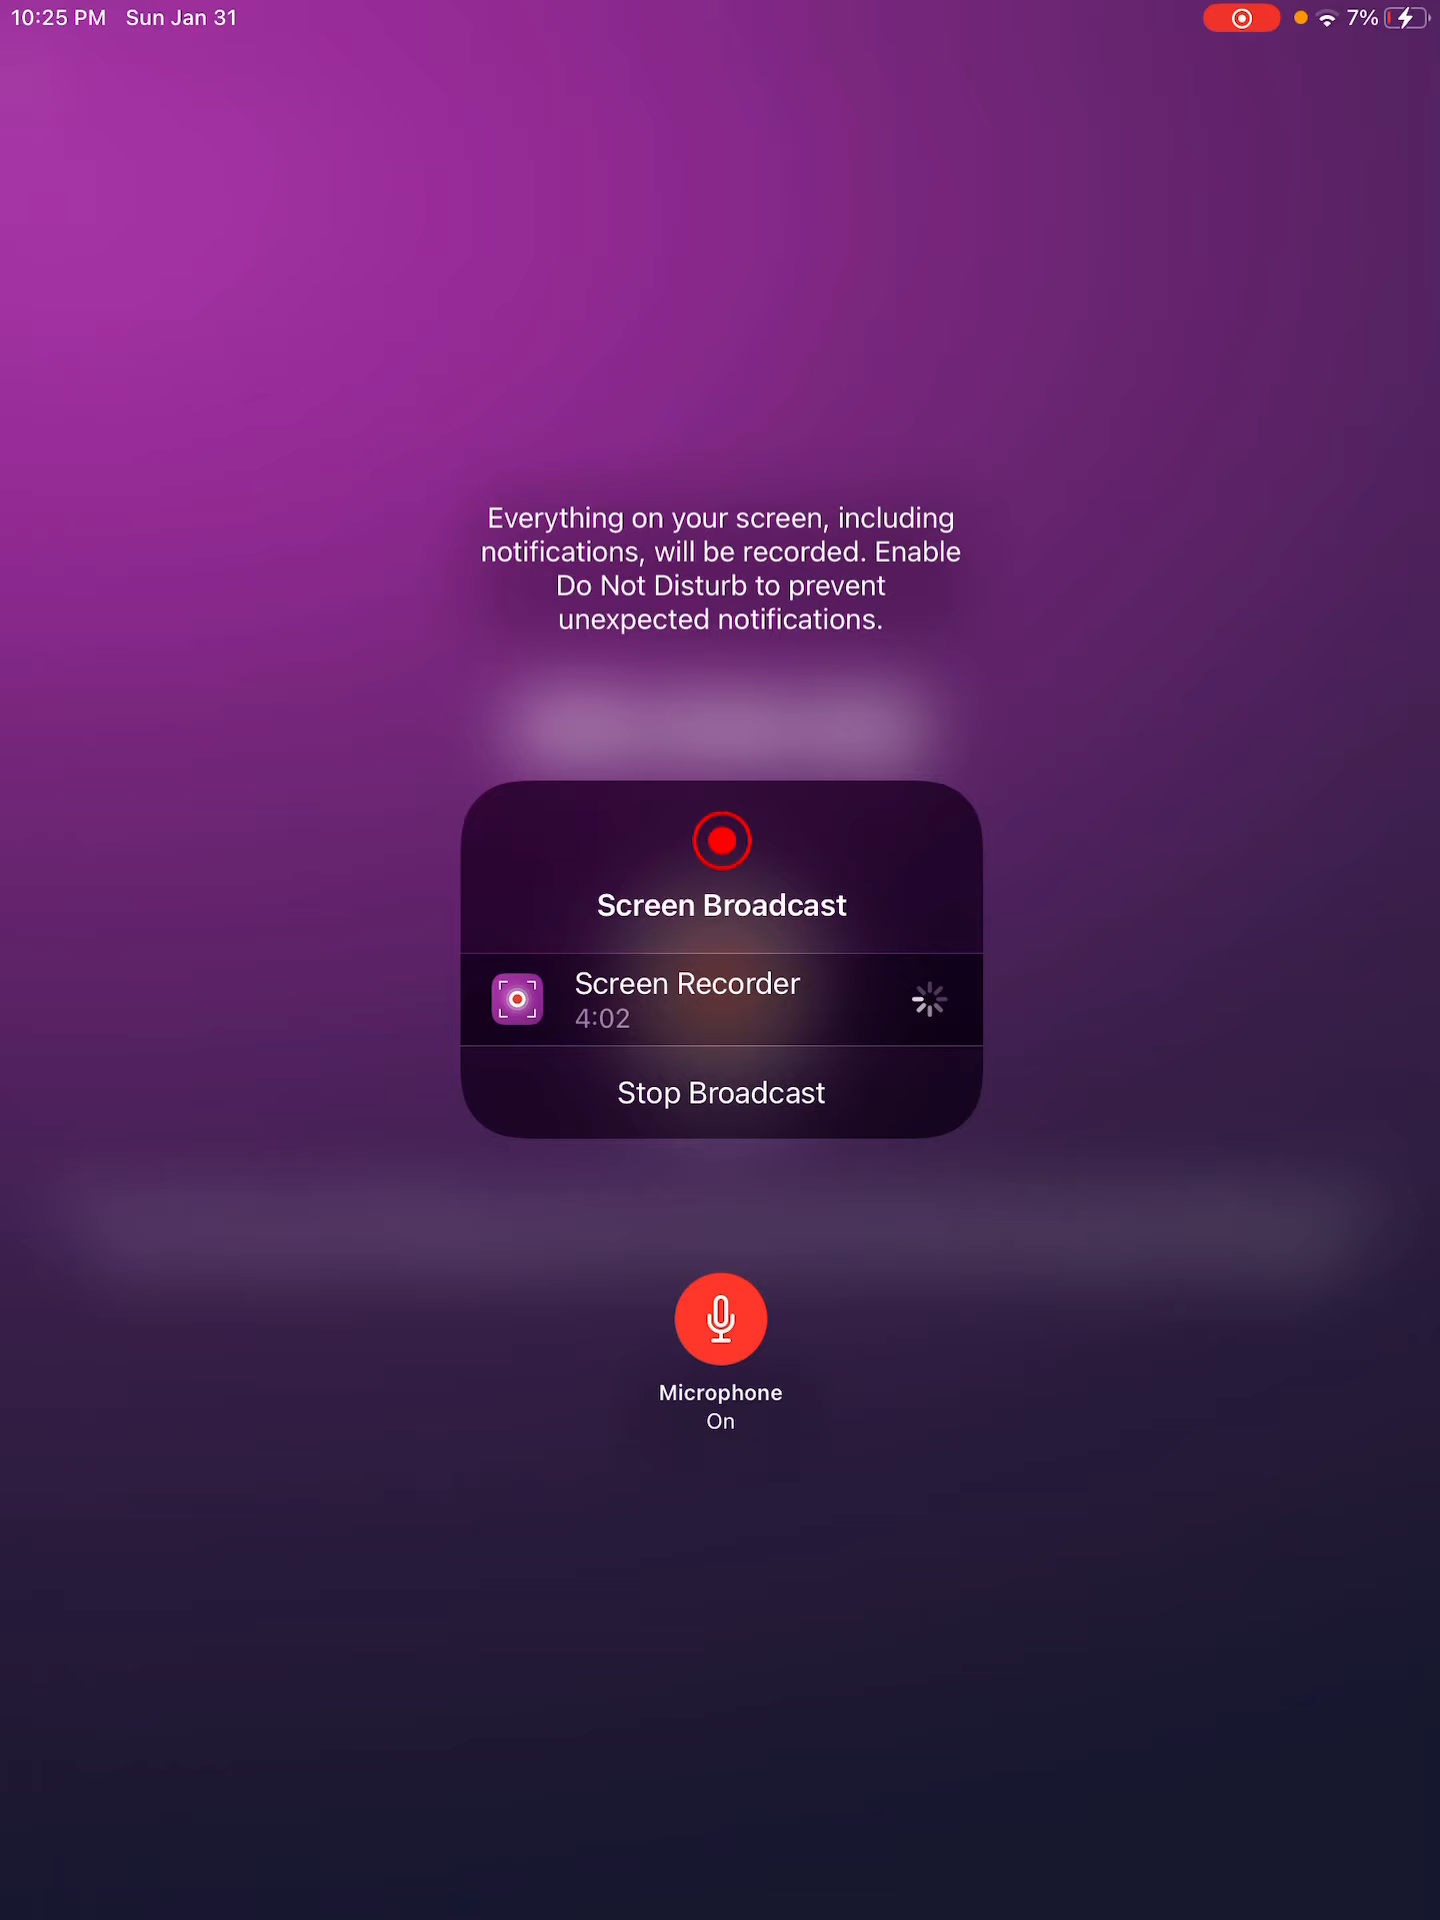 10:25 PM Sun Jan 31
7%
Everything on your screen, including
notifications, will be recorded. Enable
Do Not Disturb to prevent
unexpected notifications.
Screen Broadcast
Screen Recorder
4:02
Stop Broadcast
Microphone
On